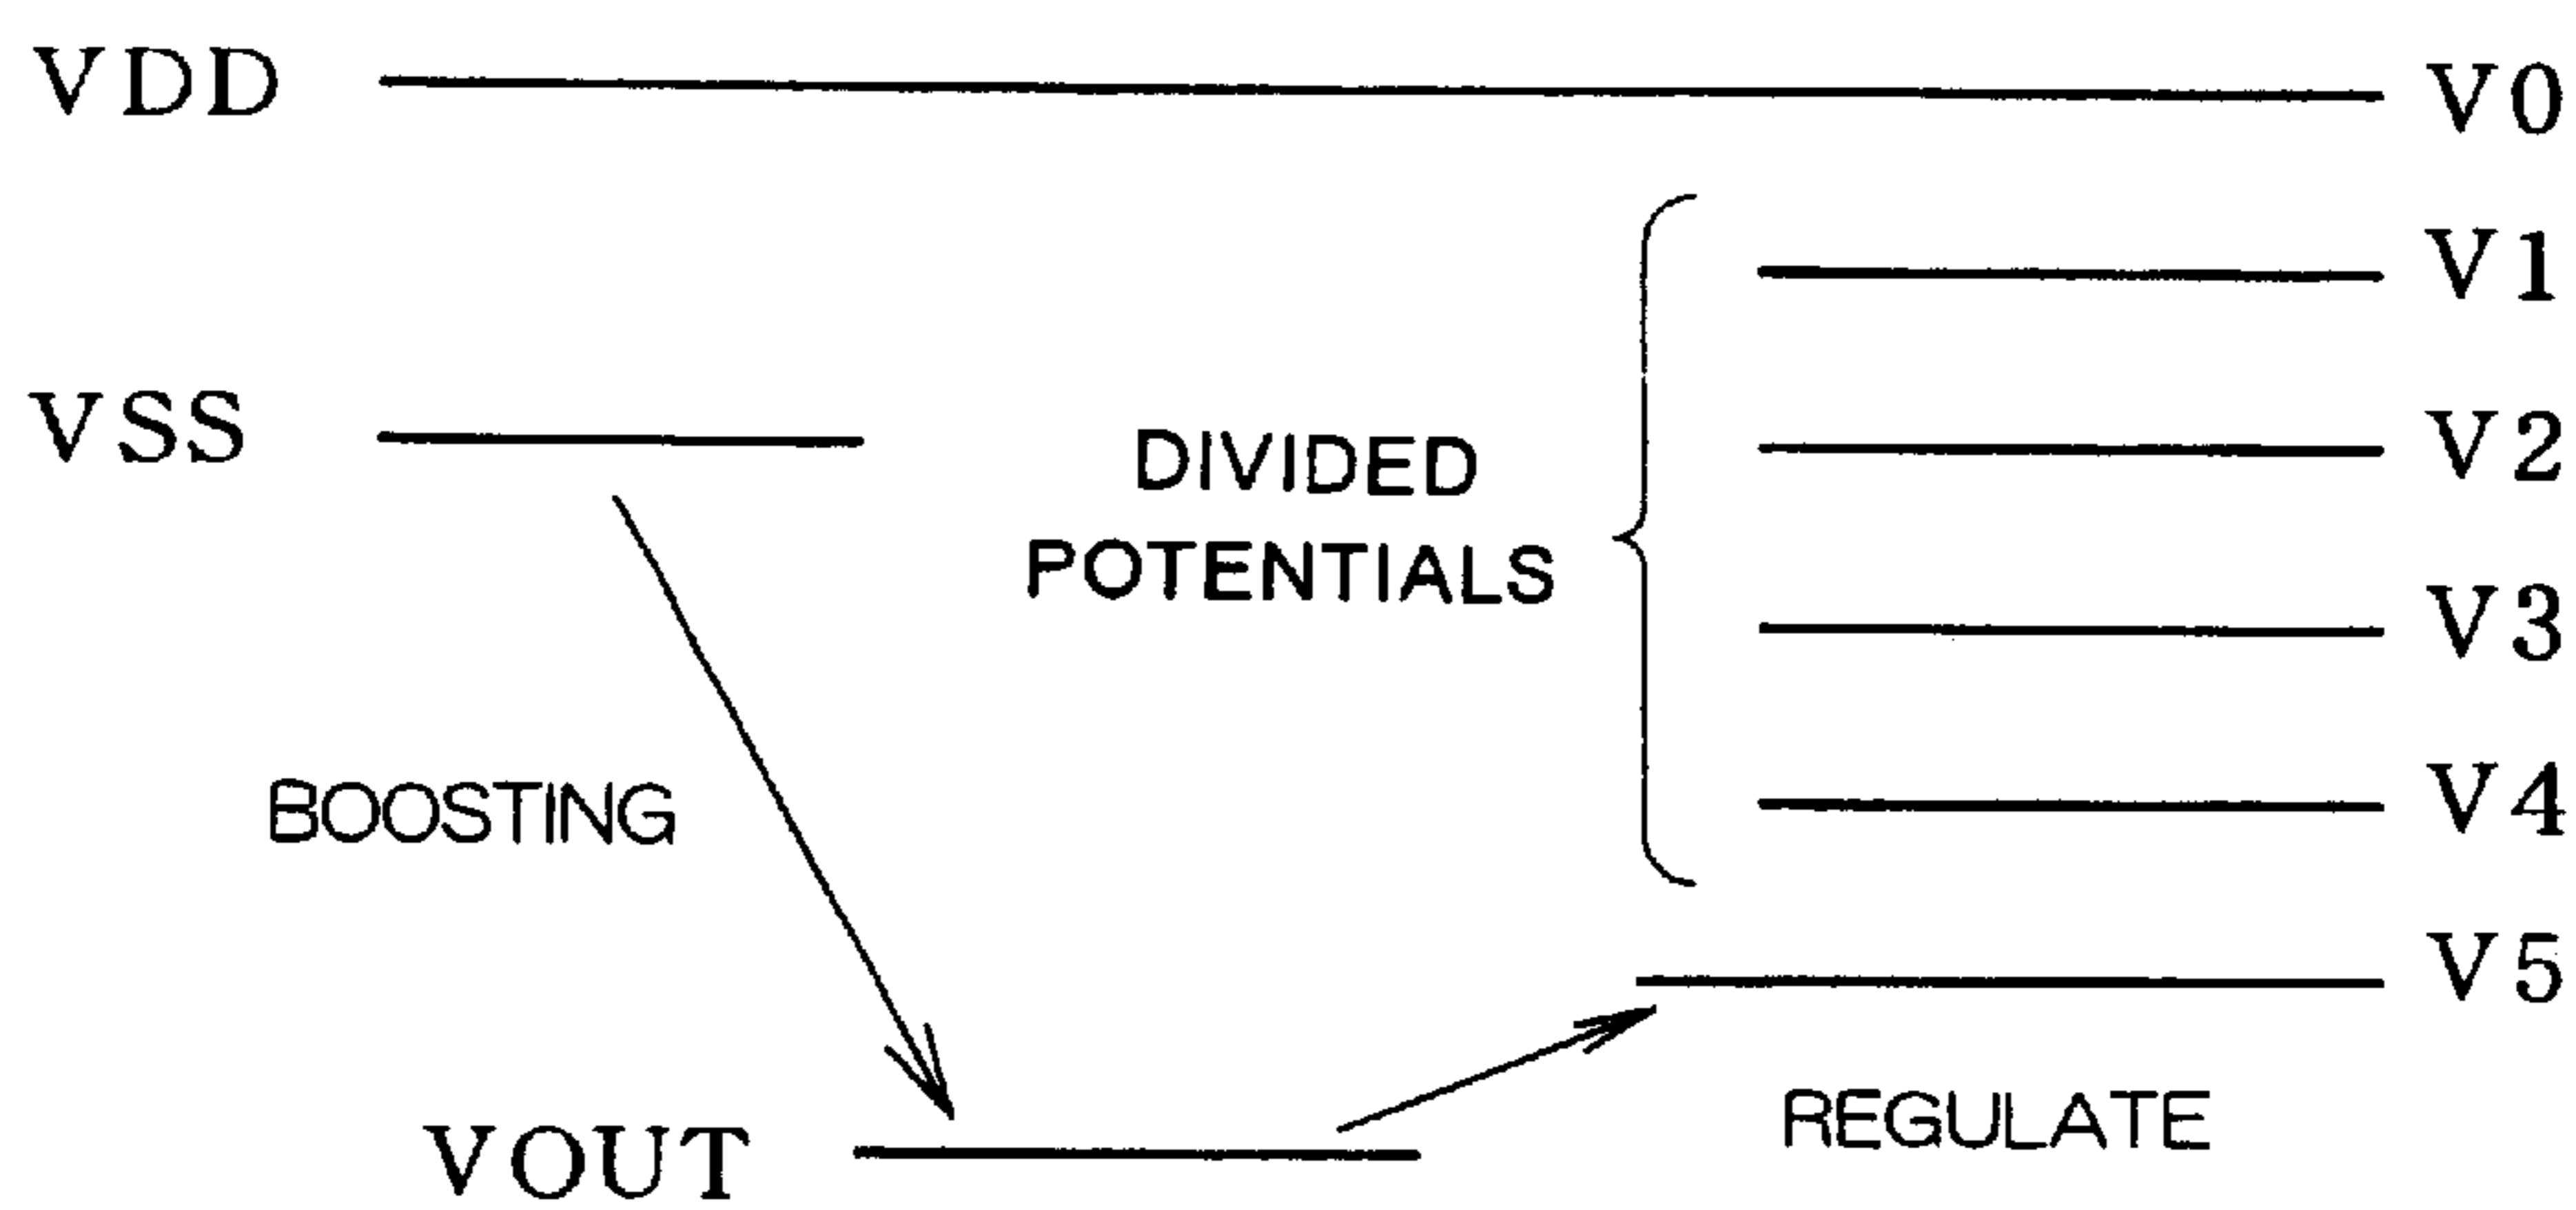 VDD
V0
V1
VSS
DIVIDED
POTENTIALS
V2
V3
BOOSTING
V4
V5
REGULATE
VOUT